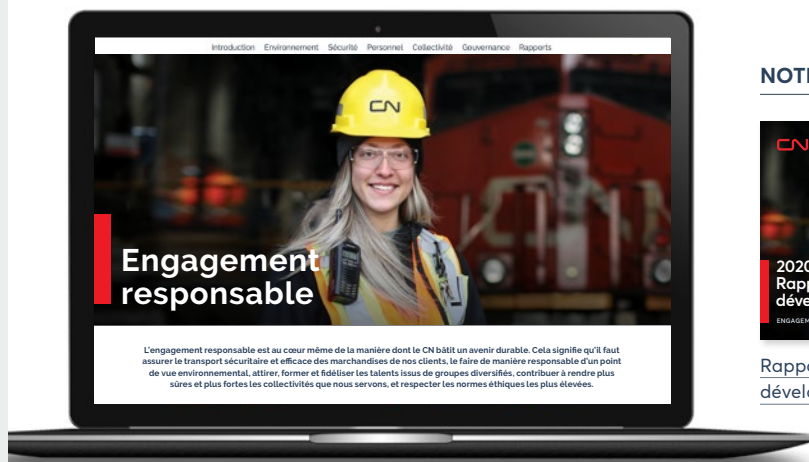 Introduction Environnement Sécurité Personnel Collectivité Gouvernance Rapports
CN
Engagement
responsable
L'engagement responsable est au cœur même de la manière dont le CN bâtit un avenir durable. Cela signifie qu'il faut
assurer le transport sécuritaire et efficace des marchandises de nos clients, le faire de manière responsable d'un point
de vue environnemental, attirer, former et fidéliser les talents issus de groupes diversifiés, contribuer à rendre plus
sûres et plus fortes les collectivités que nous servons, et respecter les normes éthiques les plus élevées.
CN
2020